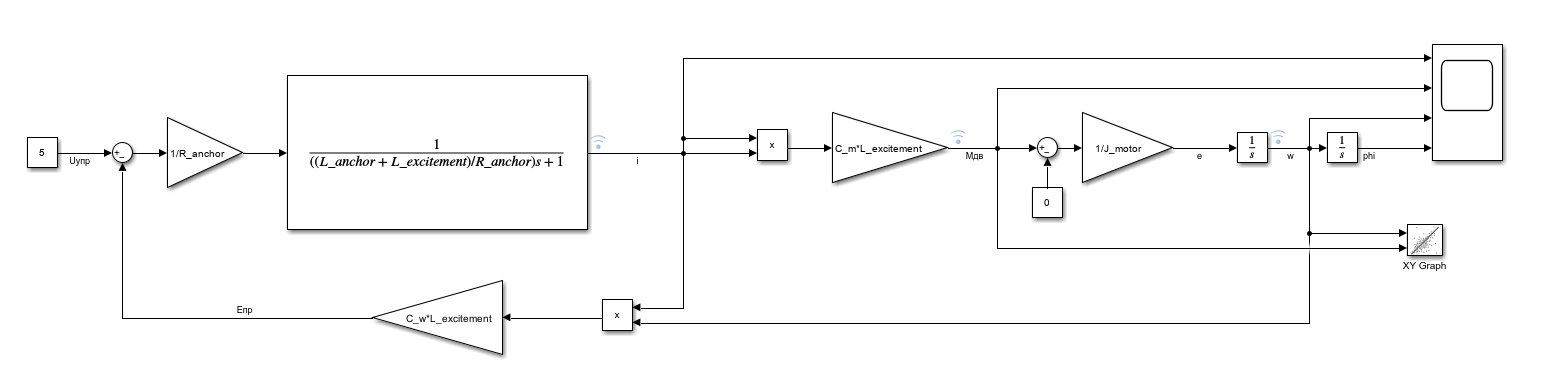 5
Uупр
+
_
1/R_anchor
1
((L_anchor + L_excitement)/R_anchor)s + 1
i
x
C_m*L_excitement
Mдв
+
_
0
1/J_motor
e
1
s
w
1
s
phi
XY Graph
Eпр
C_w*L_excitement
x